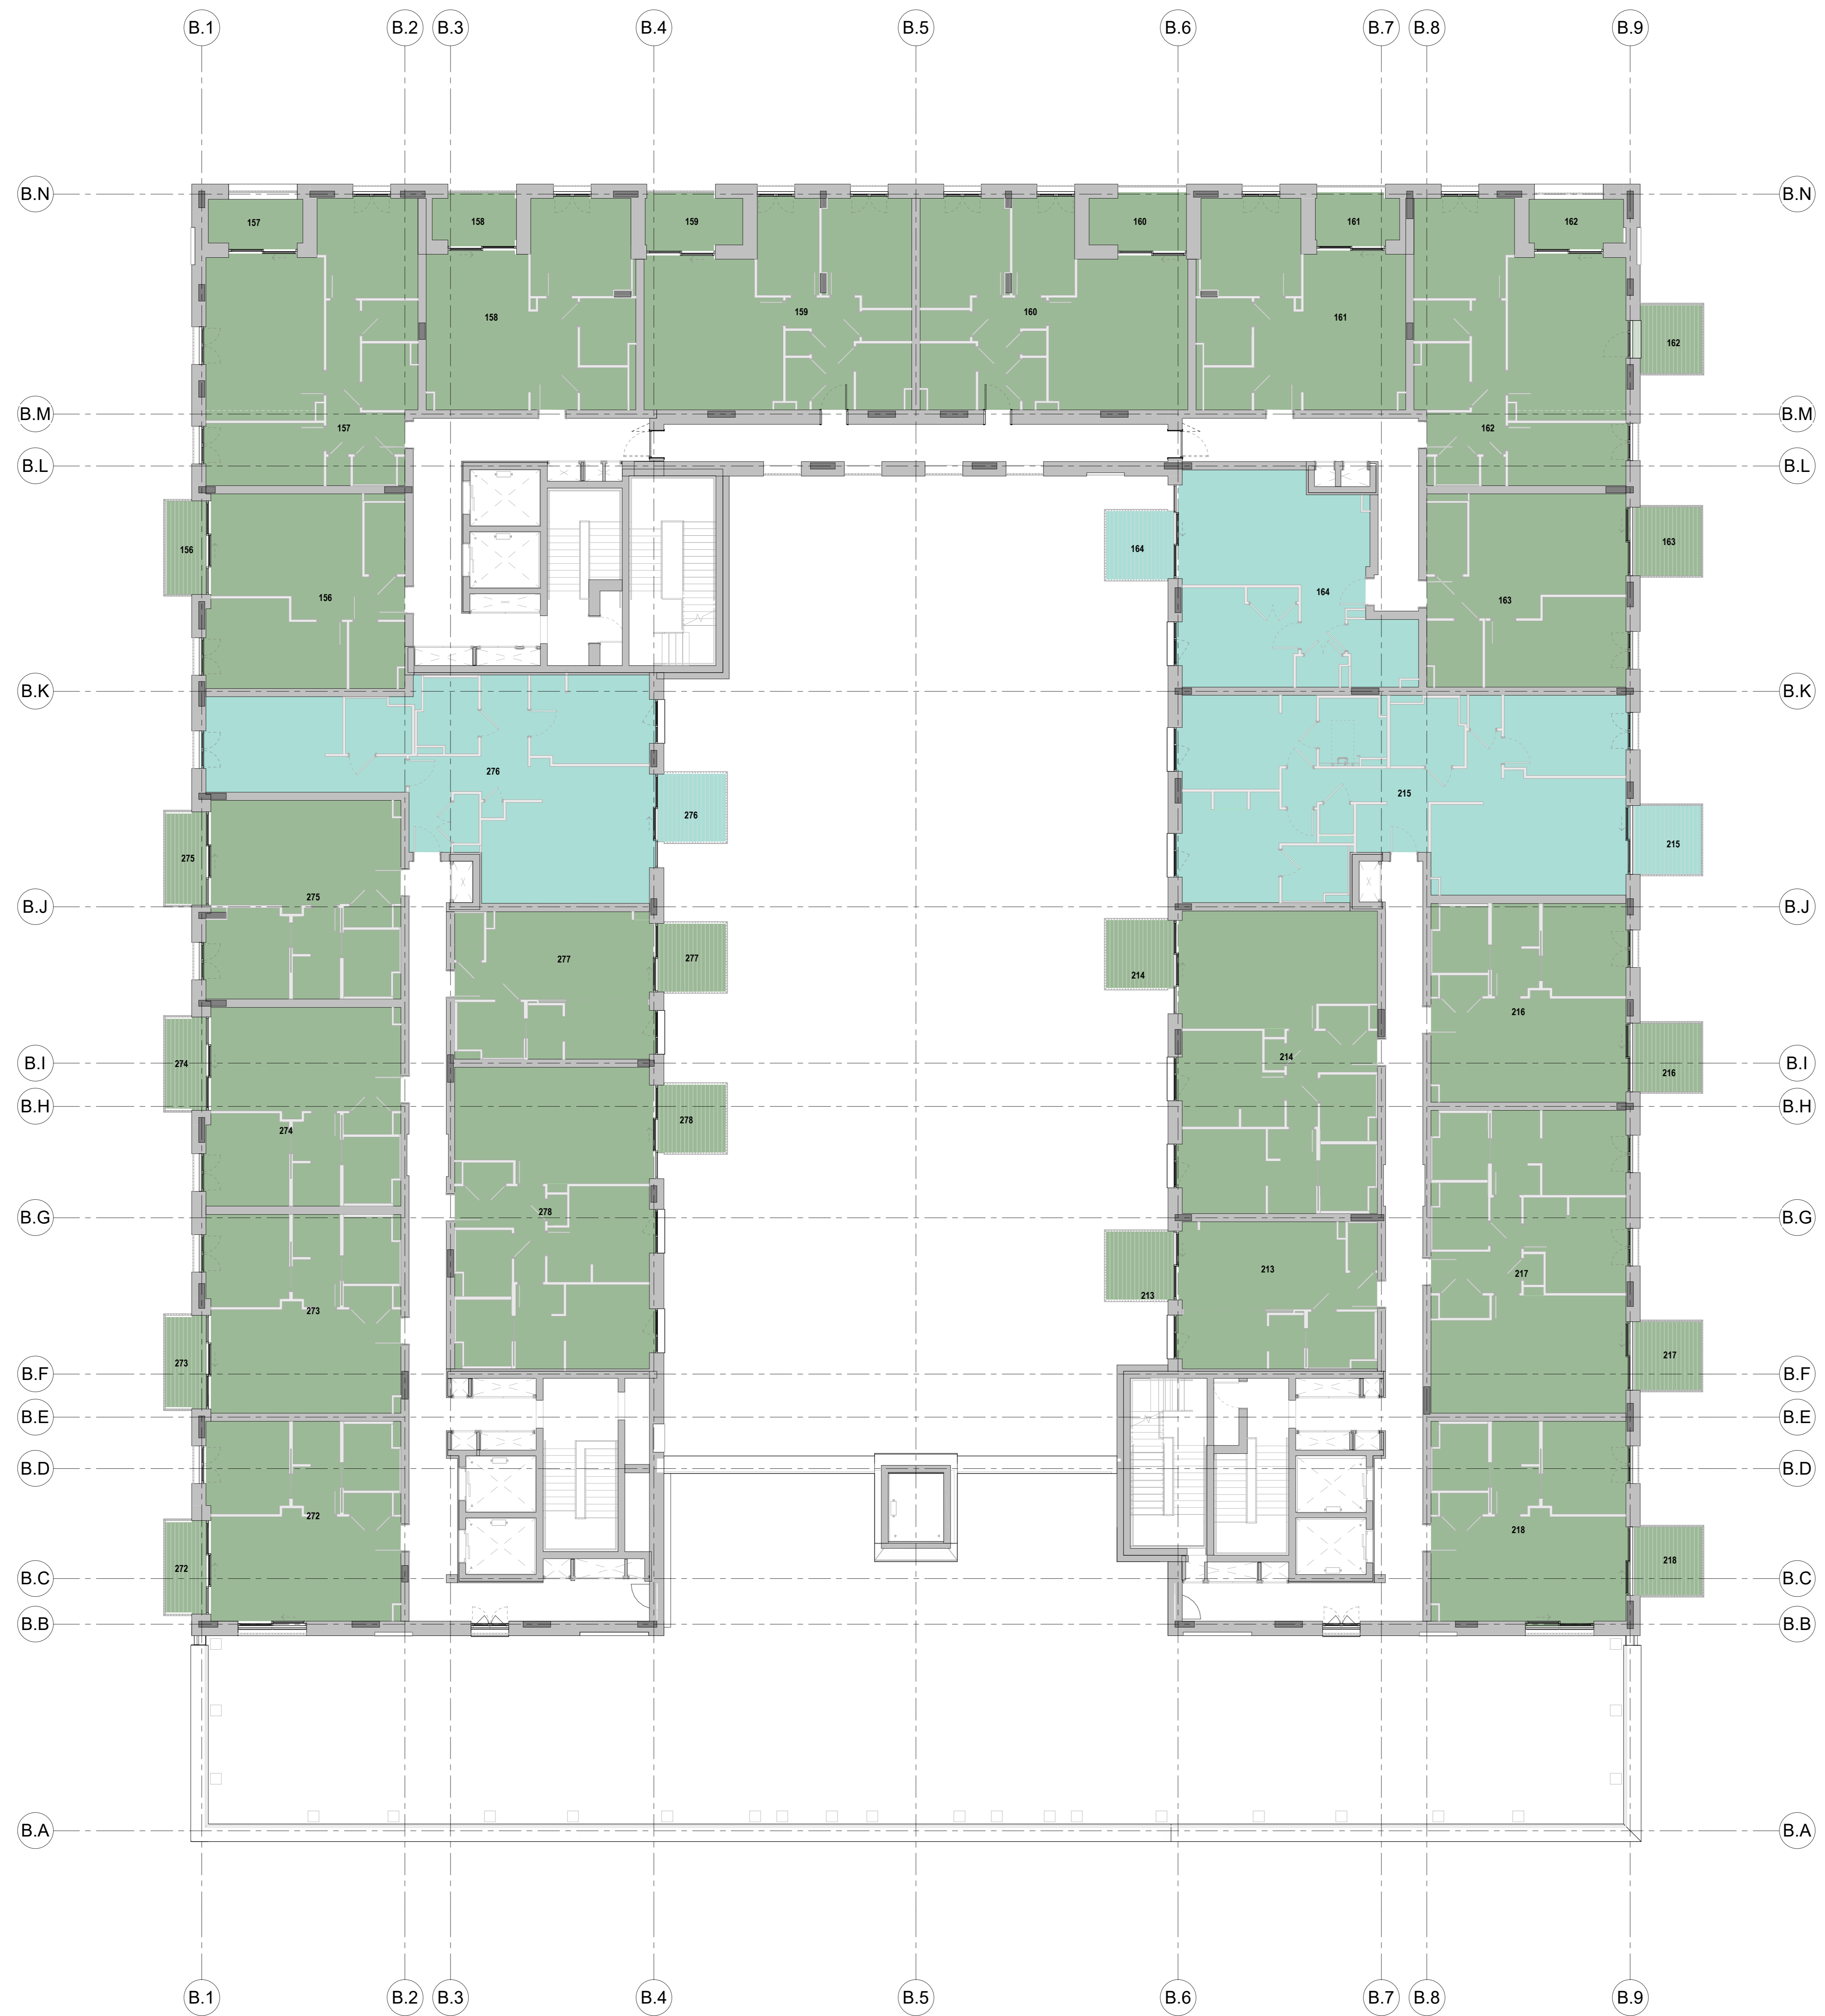 B.1 B.2 B.3 B.4 B.5 B.6 B.7 B.8 B.9
B.N B.N
157 158 159 160 161 162
158 159 160 161 162
B.M B.M
157 162
B.L B.L
156 164 163
156 164 163
B.K B.K
276 276 215 215
275 275
B.J B.J
277 277 214 216
B.I 274 214 216 B.I
B.H 278 B.H
274
B.G 278 B.G
213 217
273 213
273 217
B.F B.F
B.E B.E
B.D B.D
272 218
272 218
B.C B.C
B.B B.B
B.A B.A
B.1 B.2 B.3 B.4 B.5 B.6 B.7 B.8 B.9